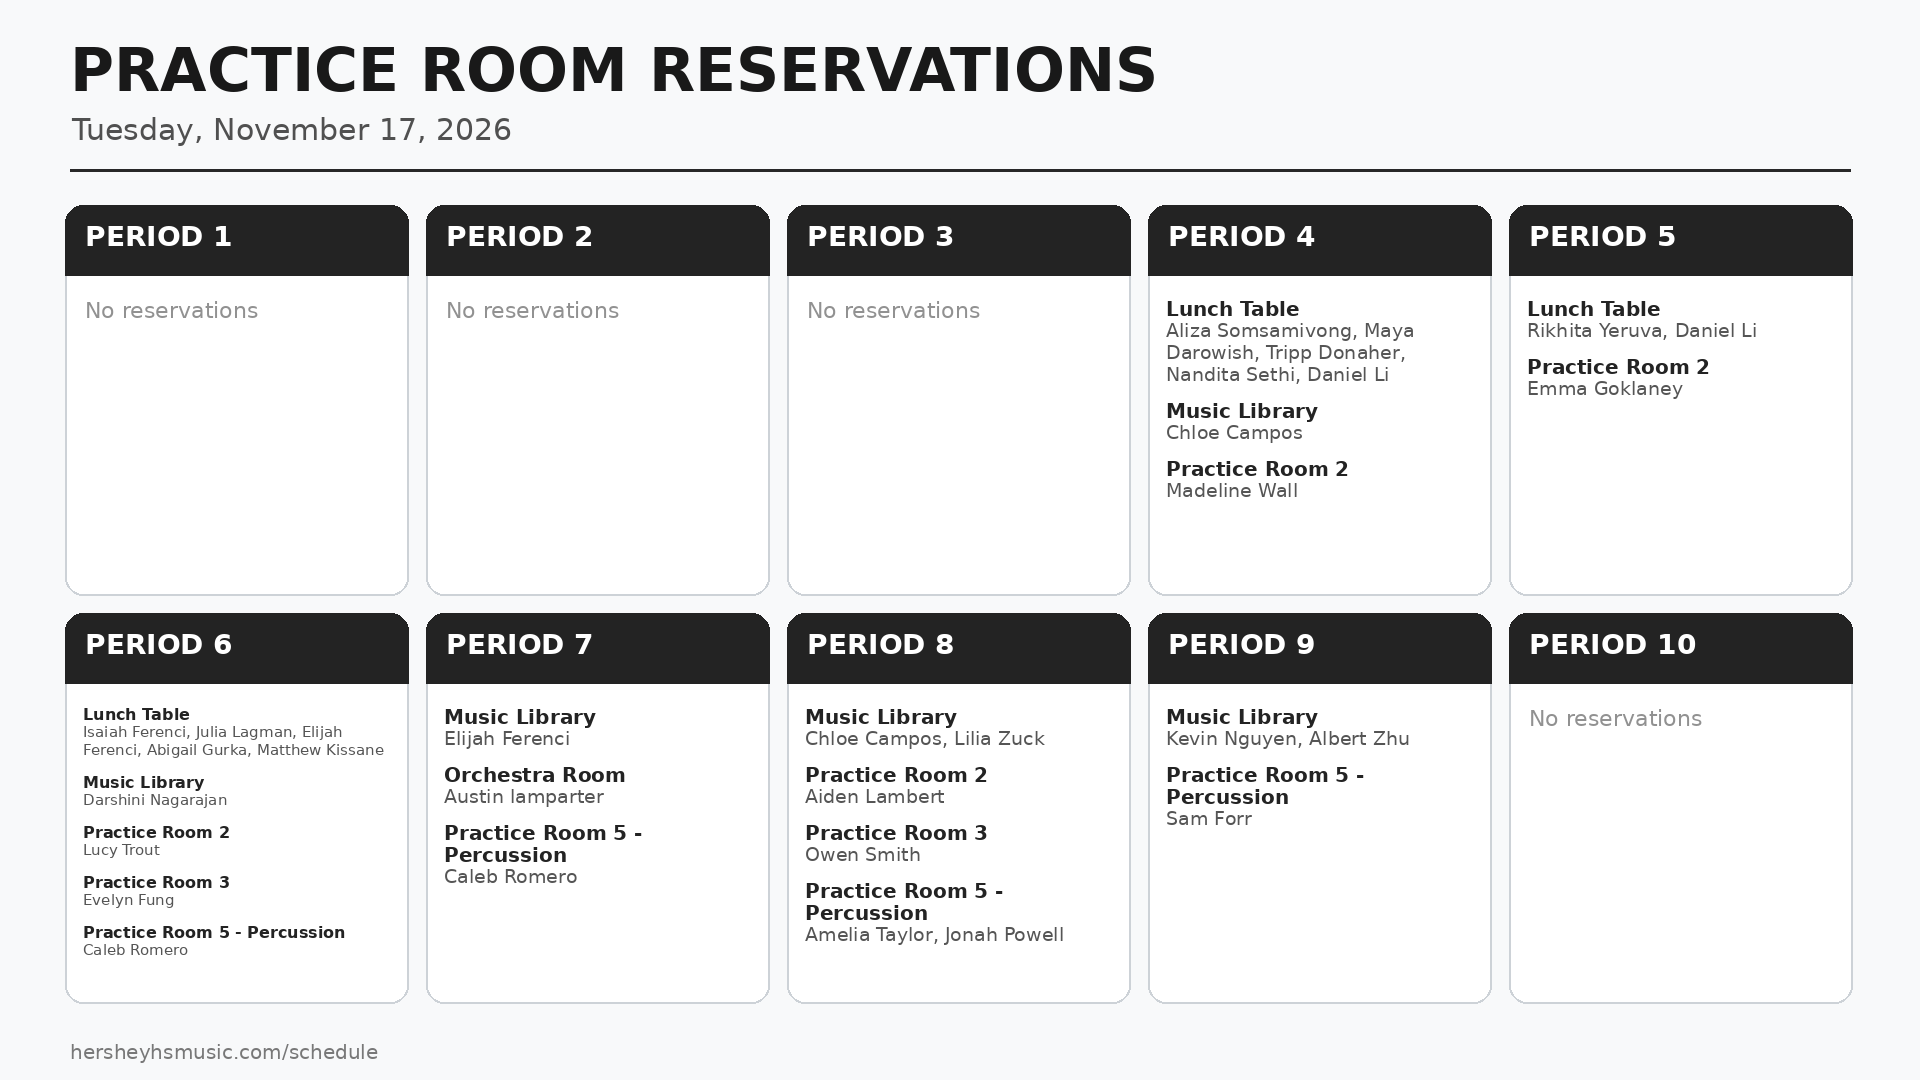 PRACTICE ROOM RESERVATIONS
Tuesday, November 17, 2026
PERIOD 1
No reservations
PERIOD 2
No reservations
PERIOD 3
No reservations
PERIOD 4
Lunch Table
Aliza Somsamivong, Maya
Darowish, Tripp Donaher,
Nandita Sethi, Daniel Li
Music Library
Chloe Campos
Practice Room 2
Madeline Wall
PERIOD 5
Lunch Table
Rikhita Yeruva, Daniel Li
Practice Room 2
Emma Goklaney
PERIOD 6
Lunch Table
Isaiah Ferenci, Julia Lagman, Elijah
Ferenci, Abigail Gurka, Matthew Kissane
Music Library
Darshini Nagarajan
Practice Room 2
Lucy Trout
Practice Room 3
Evelyn Fung
Practice Room 5 - Percussion
Caleb Romero
PERIOD 7
Music Library
Elijah Ferenci
Orchestra Room
Austin lamparter
Practice Room 5 -
Percussion
Caleb Romero
PERIOD 8
Music Library
Chloe Campos, Lilia Zuck
Practice Room 2
Aiden Lambert
Practice Room 3
Owen Smith
Practice Room 5 -
Percussion
Amelia Taylor, Jonah Powell
PERIOD 9
Music Library
Kevin Nguyen, Albert Zhu
Practice Room 5 -
Percussion
Sam Forr
PERIOD 10
No reservations
hersheyhsmusic.com/schedule